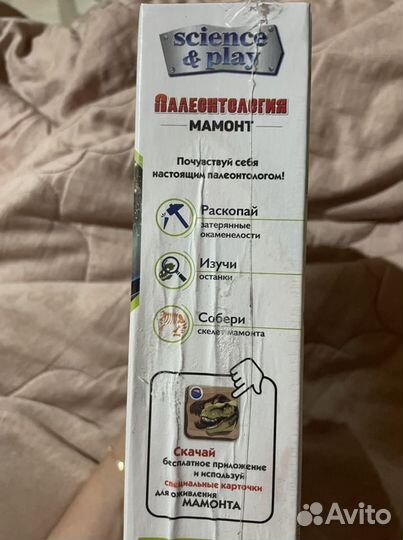 science
& play
ПАЛЕОНТОЛОГИЯ
МАМОНТ
Почувствуй себя
настоящим палеонтологом!
Раскопай
затерянные
окаменелости
Изучи
останки
Собери
скелет мамонта
Скачай
бесплатное приложение
и используй
специальные карточки
для оживления
МАМОНТА
Avito